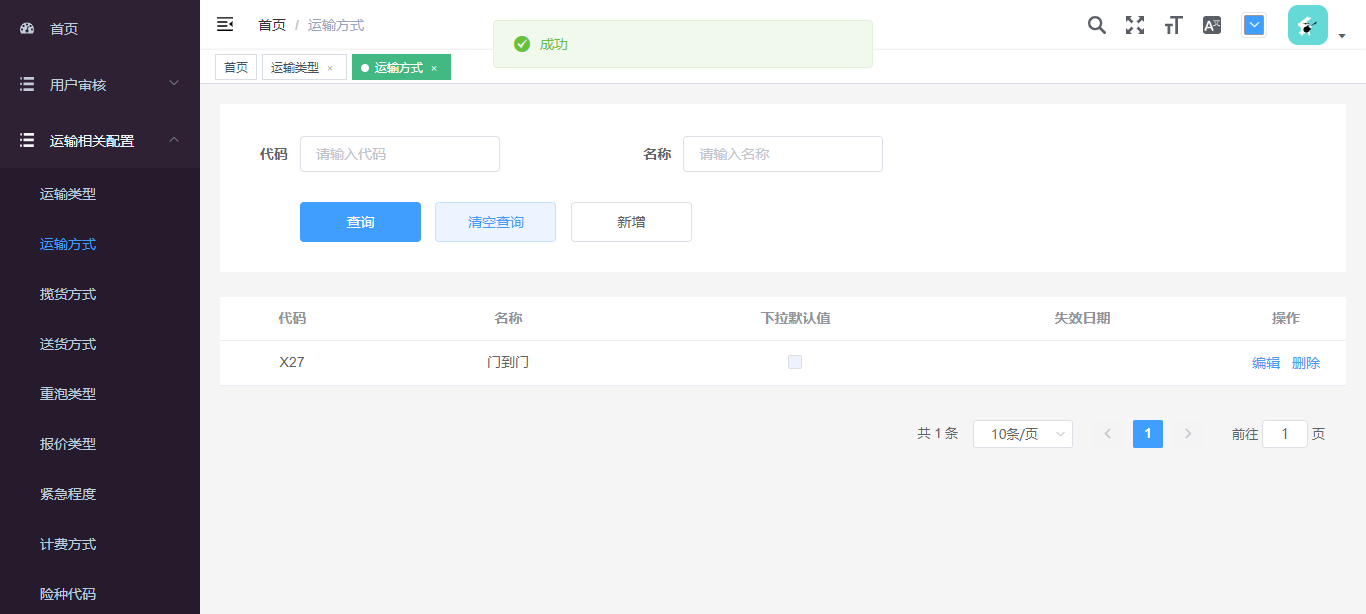 首页
用户审核
运输相关配置
运输类型
运输方式
揽货方式
送货方式
重泡类型
报价类型
紧急程度
计费方式
险种代码
首页 / 运输方式
成功
首页 运输类型 × 运输方式 ×
代码 请输入代码 名称 请输入名称
查询 清空查询 新增
代码 名称 下拉默认值 失效日期 操作
X27 门到门 编辑 删除
共 1 条 10条/页 1 前往 1 页